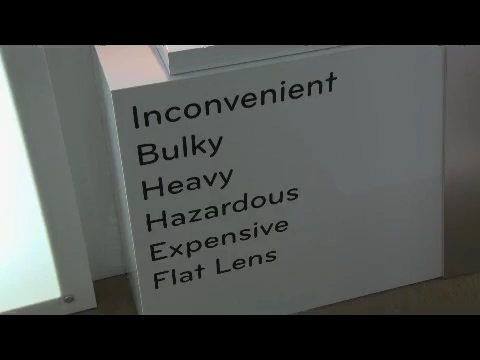 Inconvenient
Bulky
Heavy
Hazardous
Expensive
Flat Lens